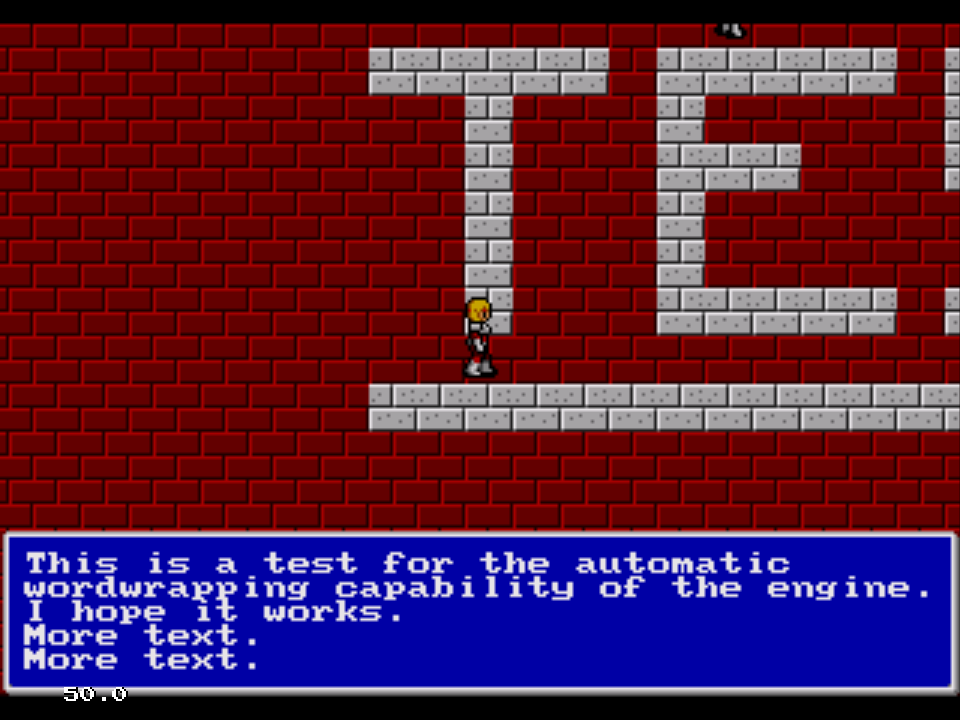 TE
This is a test for the automatic
wordwrapping capability of the engine.
I hope it works.
More text.
More text.
50.0